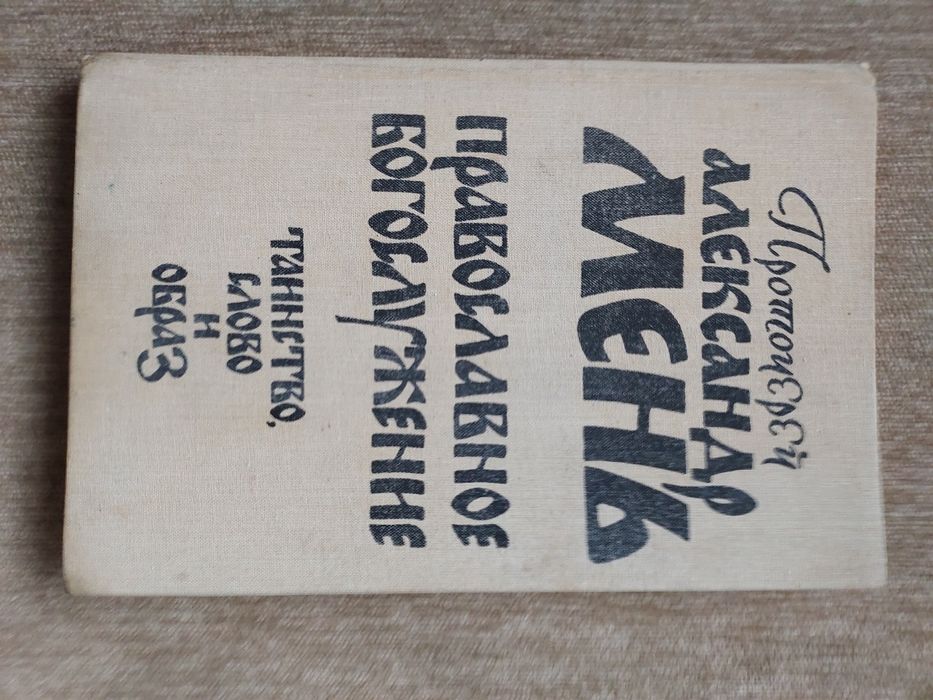 Протоиерей
АЛЕКСАНДР
МЕНЬ
ПРАВОСЛАВНОЕ
БОГОСЛУЖЕНИЕ
ТАИНСТВО,
СЛОВО
И
ОБРАЗ